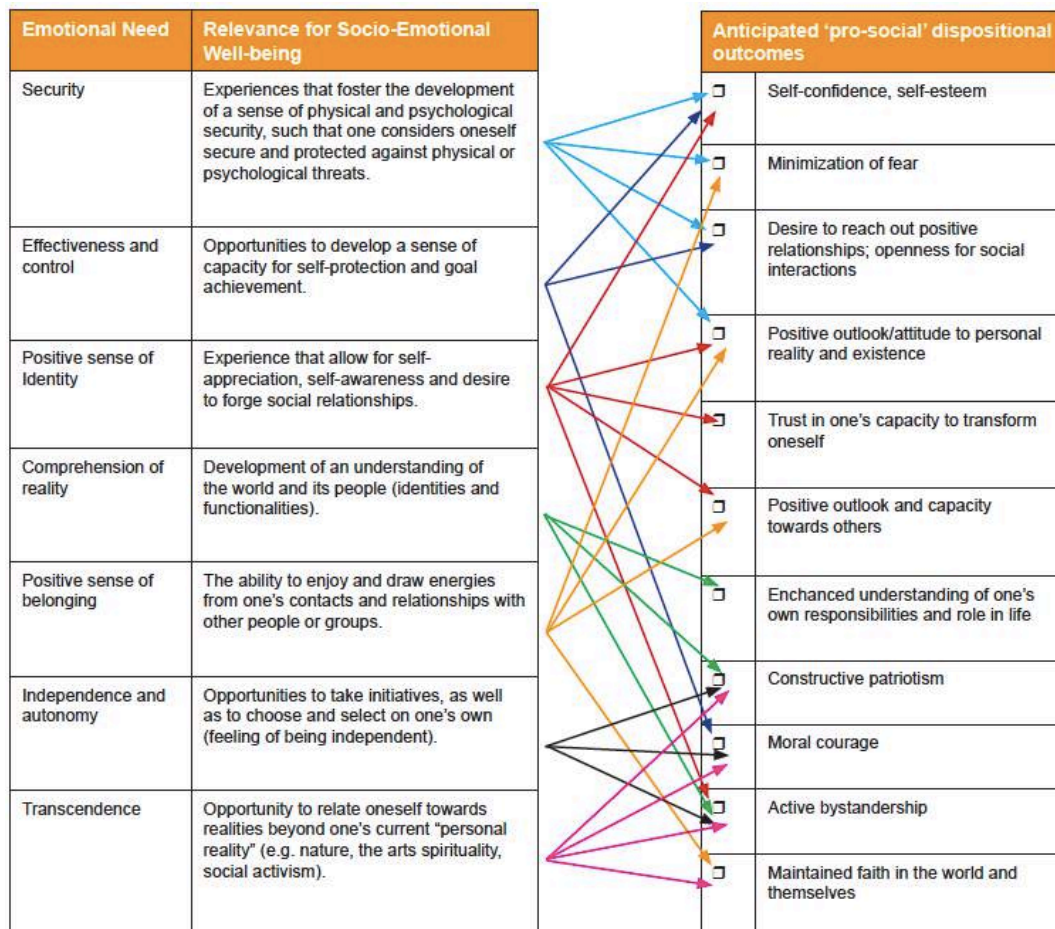 Emotional Need
Relevance for Socio-Emotional
Well-being
Security
Experiences that foster the development
of a sense of physical and psychological
security, such that one considers oneself
secure and protected against physical or
psychological threats.
Effectiveness and
control
Opportunities to develop a sense of
capacity for self-protection and goal
achievement.
Positive sense of
Identity
Experience that allow for self-
appreciation, self-awareness and desire
to forge social relationships.
Comprehension of
reality
Development of an understanding of
the world and its people (identities and
functionalities).
Positive sense of
belonging
The ability to enjoy and draw energies
from one's contacts and relationships with
other people or groups.
Independence and
autonomy
Opportunities to take initiatives, as well
as to choose and select on one's own
(feeling of being independent).
Transcendence
Opportunity to relate oneself towards
realities beyond one's current “personal
reality” (e.g. nature, the arts spirituality,
social activism).
Anticipated ‘pro-social’ dispositional
outcomes
Self-confidence, self-esteem
Minimization of fear
Desire to reach out positive
relationships; openness for social
interactions
Positive outlook/attitude to personal
reality and existence
Trust in one's capacity to transform
oneself
Positive outlook and capacity
towards others
Enchanced understanding of one's
own responsibilities and role in life
Constructive patriotism
Moral courage
Active bystandership
Maintained faith in the world and
themselves